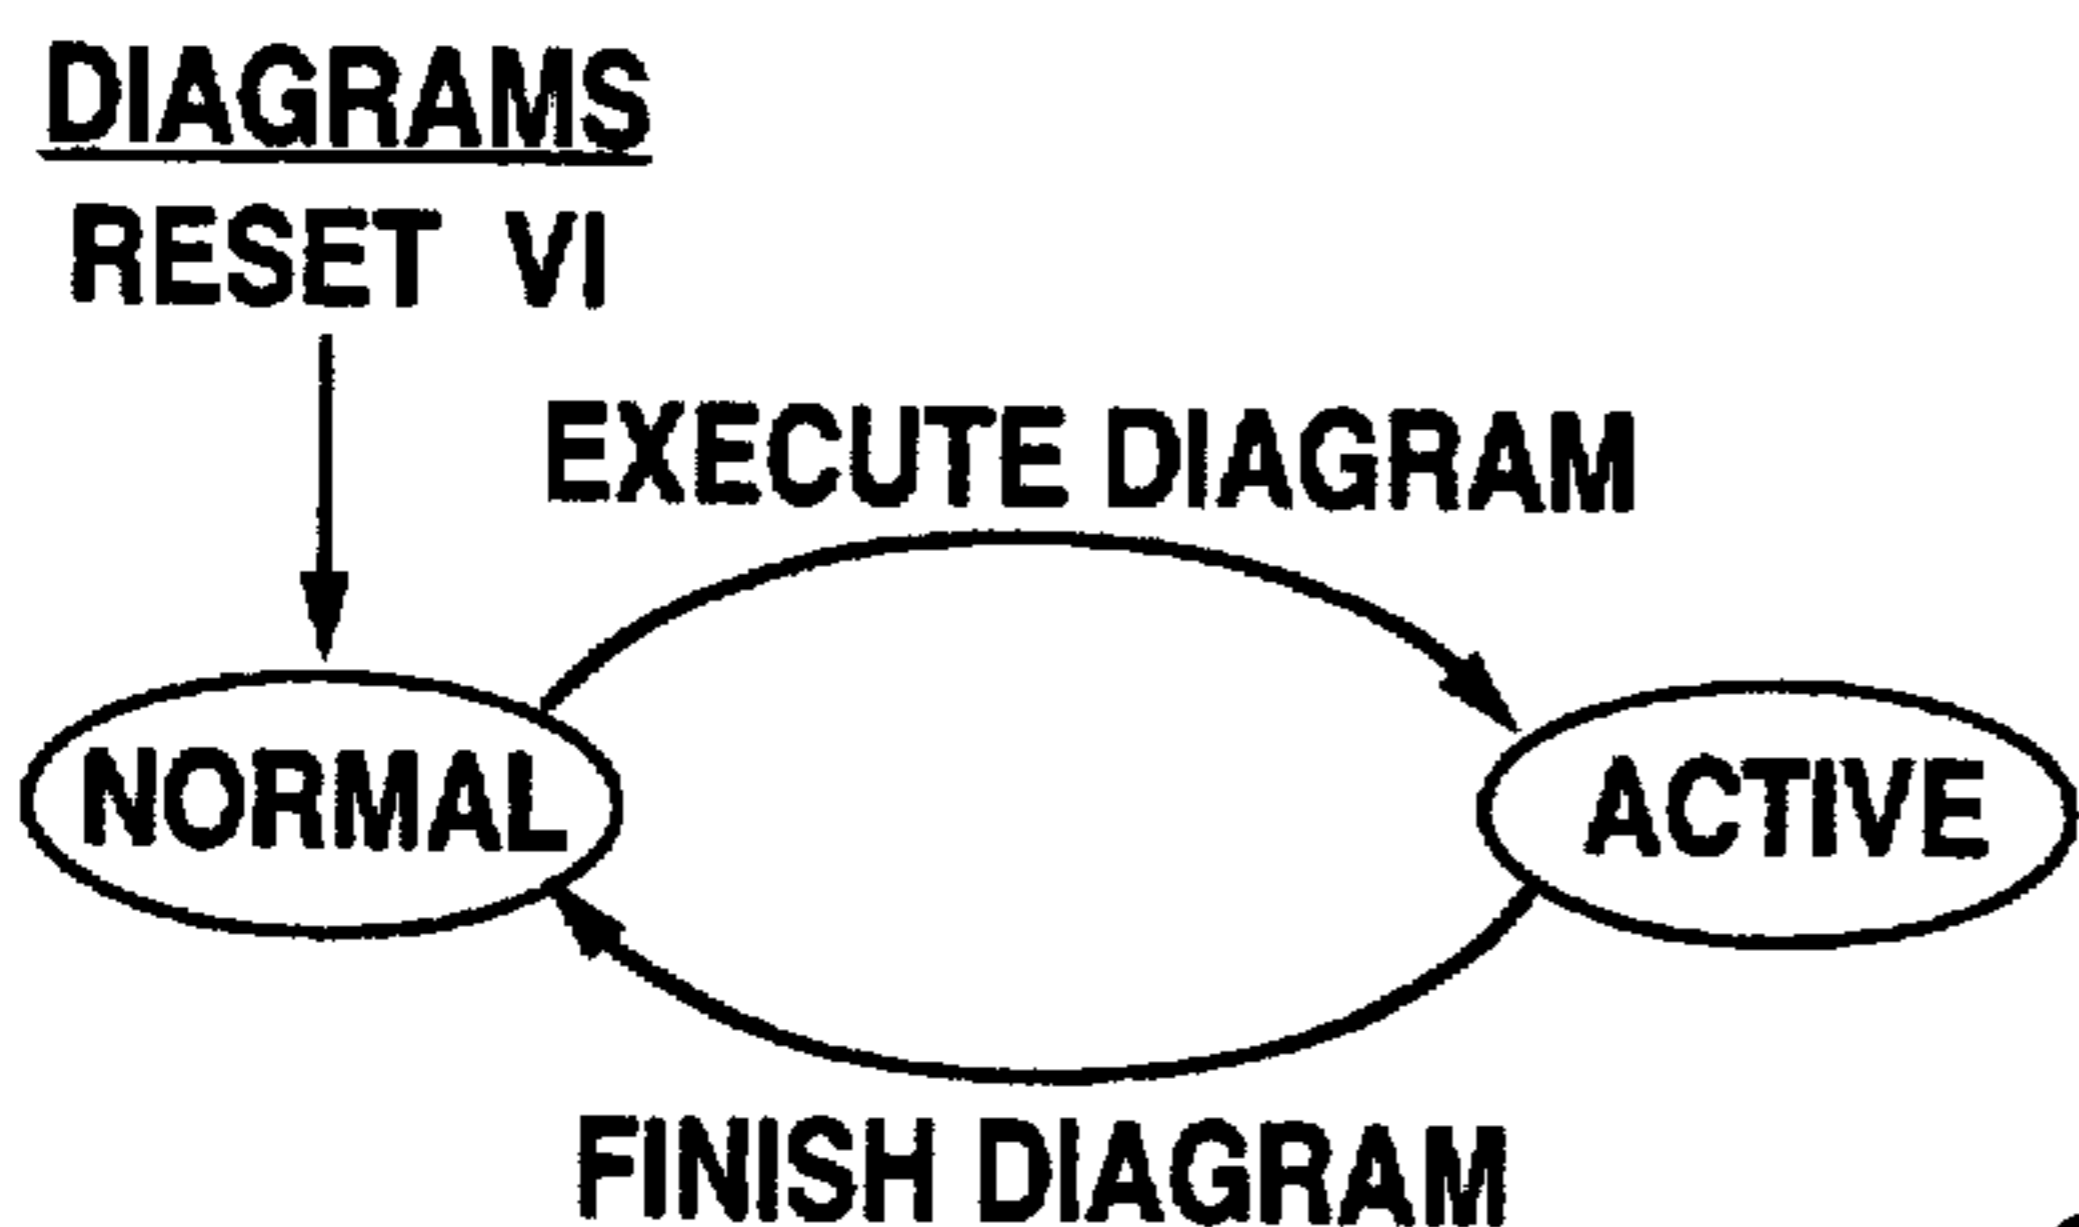 DIAGRAMS
RESET VI
EXECUTE DIAGRAM
NORMAL
ACTIVE
FINISH DIAGRAM